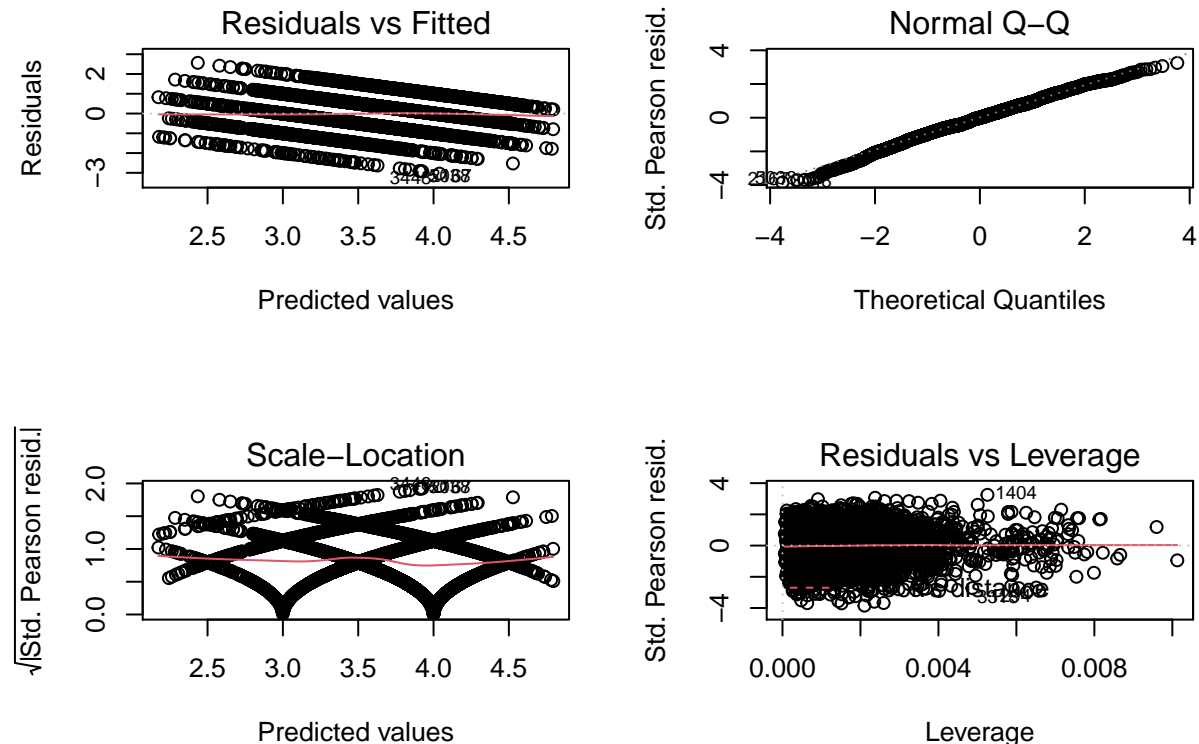 Residuals vs Fitted
Residuals
2
0
−3
2.5 3.0 3.5 4.0 4.5
Predicted values
Normal Q−Q
Std. Pearson resid.
4
0
−4
−4 −2 0 2 4
Theoretical Quantiles
Scale−Location
√|Std. Pearson resid.|
2.0
1.0
0.0
2.5 3.0 3.5 4.0 4.5
Predicted values
Residuals vs Leverage
Std. Pearson resid.
4
0
−4
1404
distance
0.000 0.004 0.008
Leverage